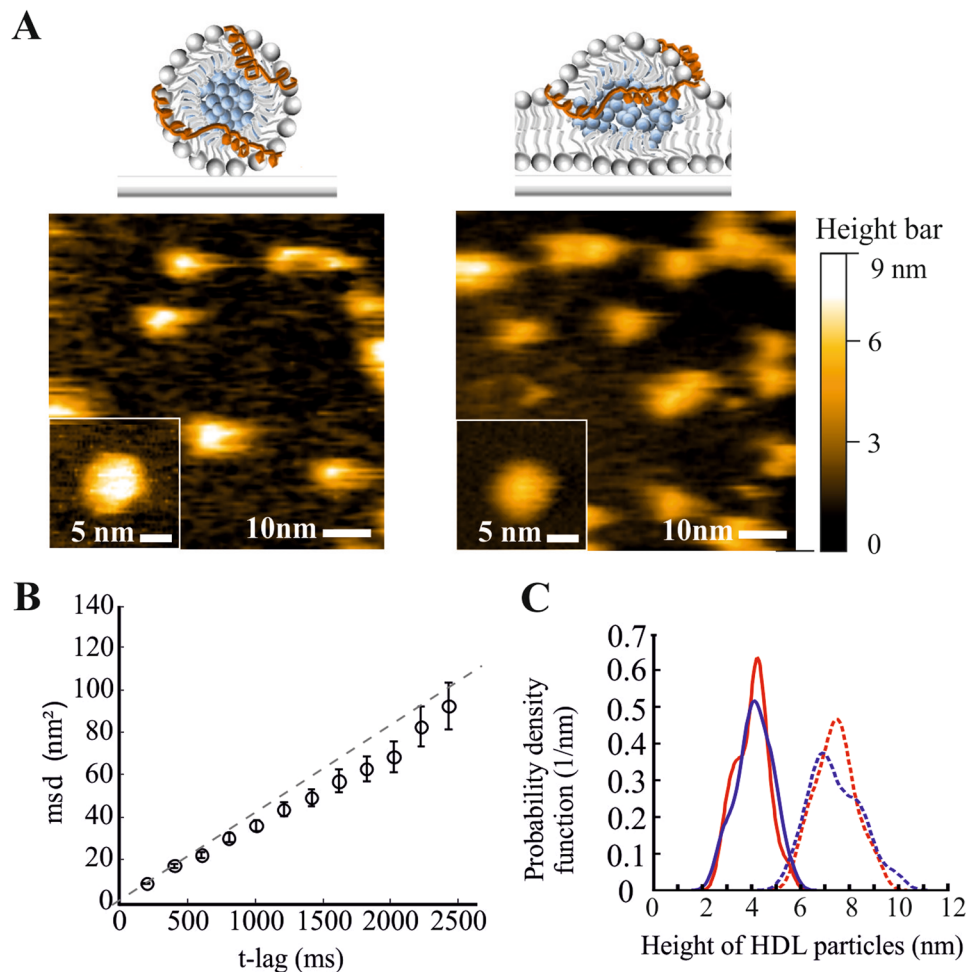 A
Height bar
9 nm
6
3
0
5 nm
10nm
5 nm
10nm
B
msd (nm²)
140
120
100
80
60
40
20
0
0 500 1000 1500 2000 2500
t-lag (ms)
C
Probability density
function (1/nm)
0.7
0.6
0.5
0.4
0.3
0.2
0.1
0
0 2 4 6 8 10 12
Height of HDL particles (nm)